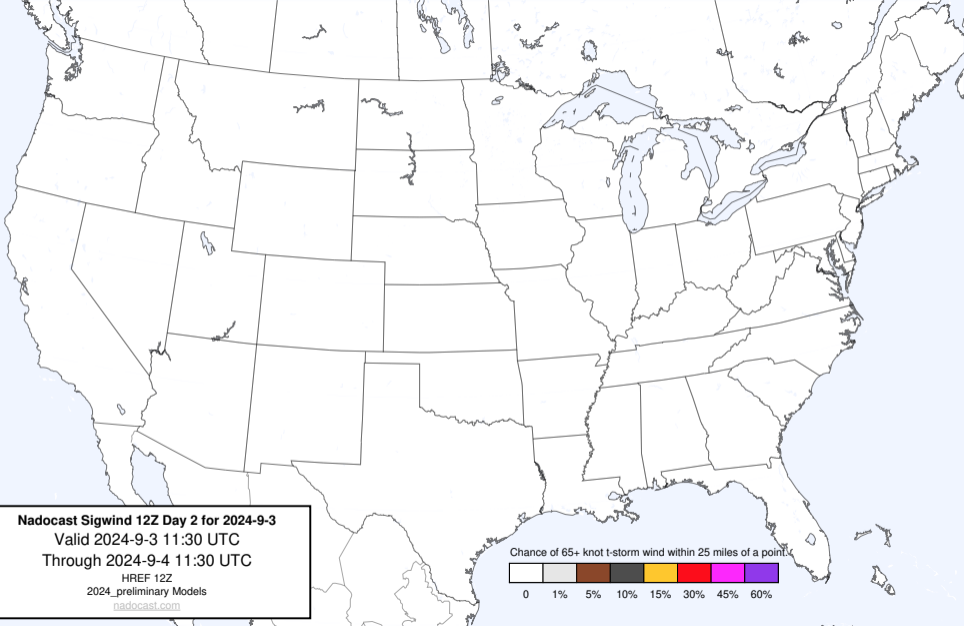 Nadocast Sigwind 12Z Day 2 for 2024-9-3
Valid 2024-9-3 11:30 UTC
Through 2024-9-4 11:30 UTC
HREF 12Z
2024_preliminary Models
nadocast.com
Chance of 65+ knot t-storm wind within 25 miles of a point.
0 1% 5% 10% 15% 30% 45% 60%